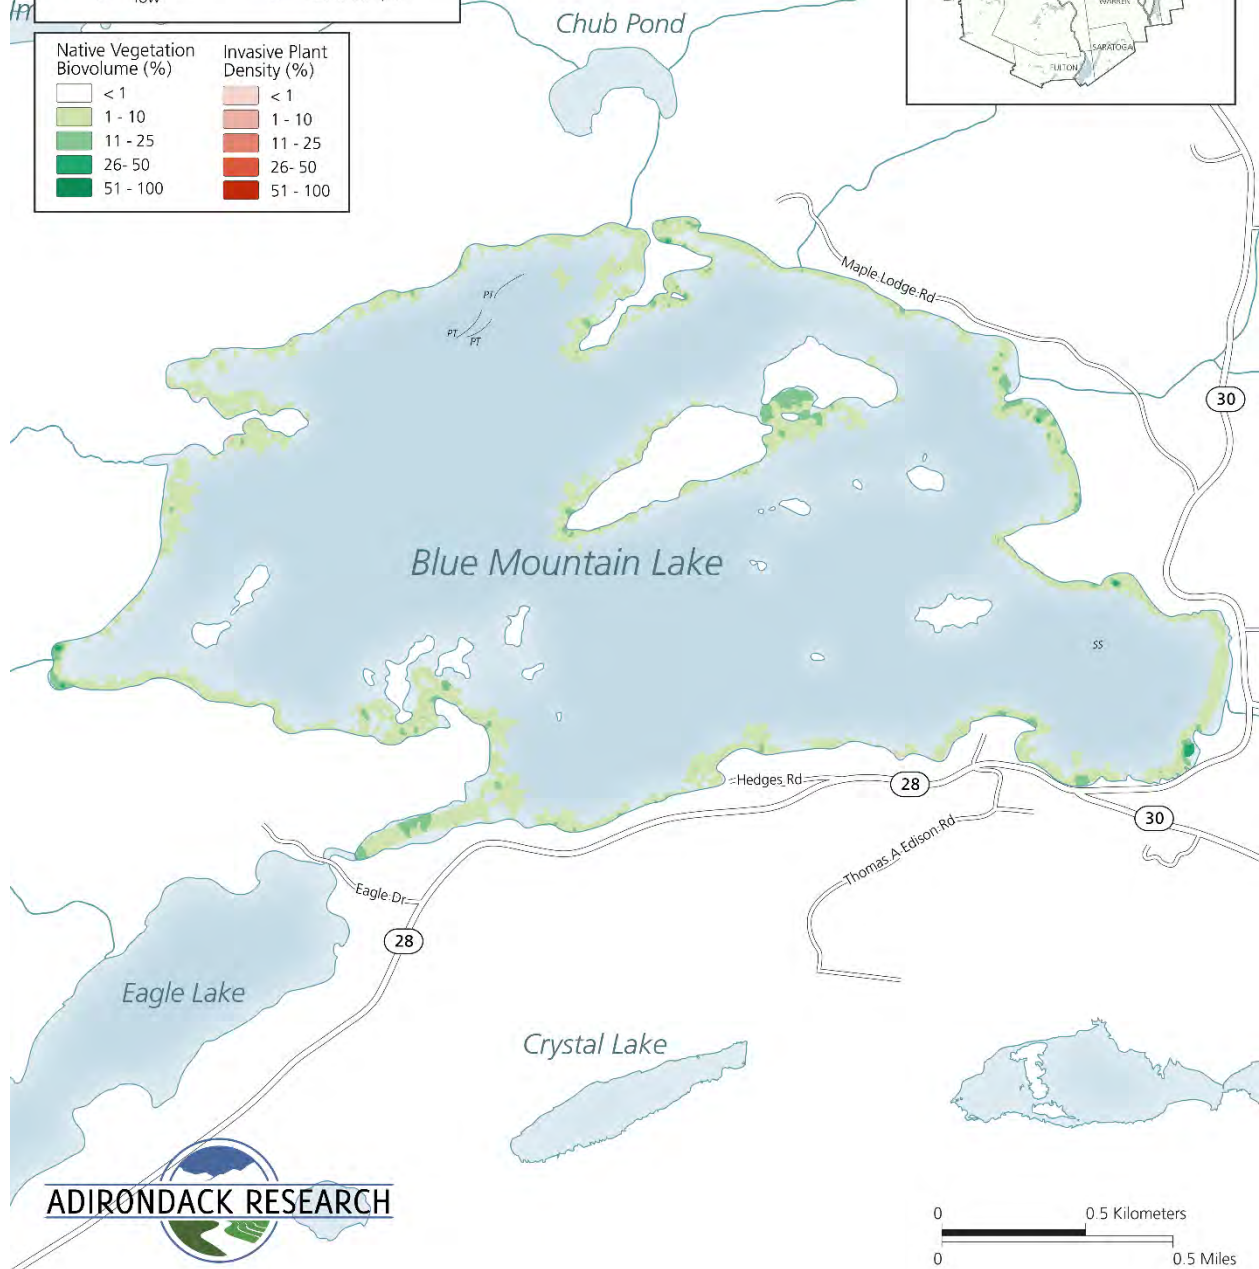 low
Chub Pond
WARREN
SARATOGA
FULTON
Native Vegetation
Biovolume (%)
< 1
1 - 10
11 - 25
26- 50
51 - 100
Invasive Plant
Density (%)
< 1
1 - 10
11 - 25
26- 50
51 - 100
Maple Lodge Rd
PT
PT
PT
30
Blue Mountain Lake
SS
Hedges Rd
28
30
Thomas A Edison Rd
Eagle Dr
28
Eagle Lake
Crystal Lake
ADIRONDACK RESEARCH
0 0.5 Kilometers
0 0.5 Miles